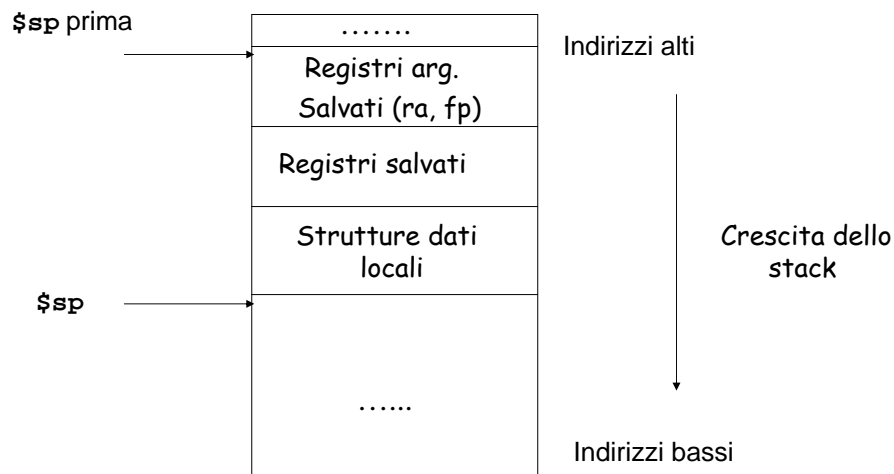 $sp prima
…….
Indirizzi alti
Registri arg.
Salvati (ra, fp)
Registri salvati
Strutture dati
locali
Crescita dello
stack
$sp
…...
Indirizzi bassi